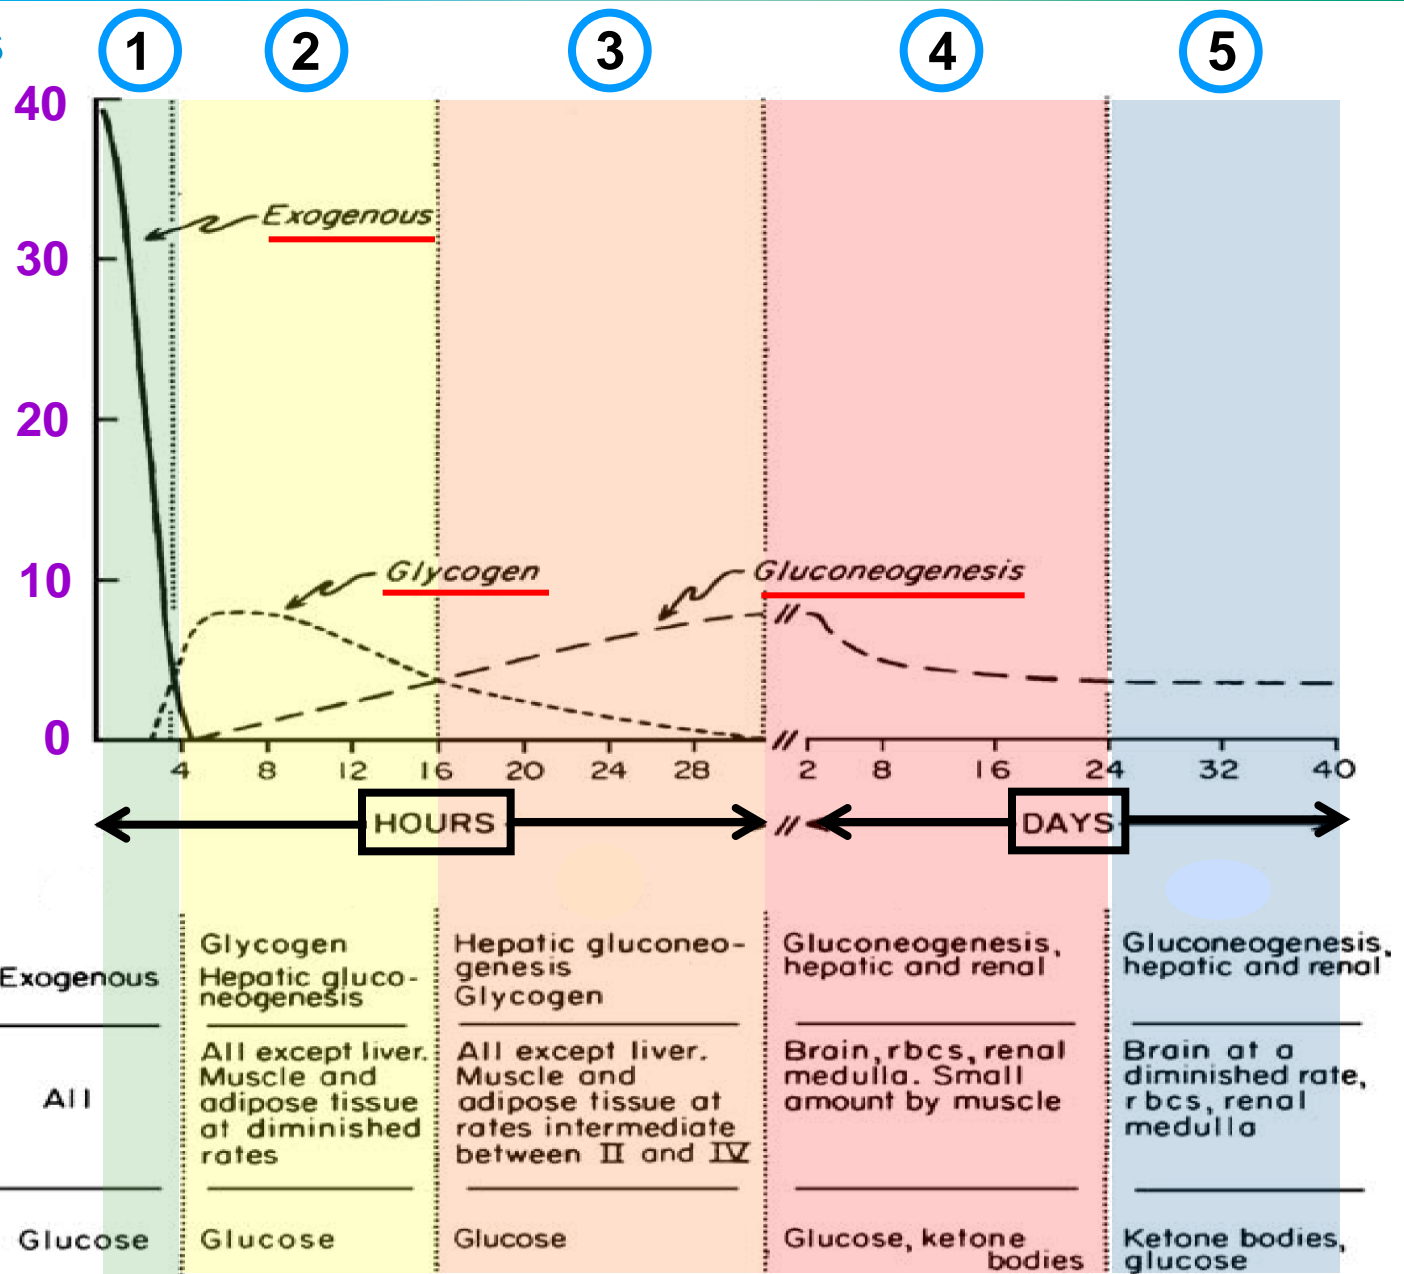 1 2 3 4 5
40
30
20
10
0
Exogenous
Glycogen
Gluconeogenesis
4 8 12 16 20 24 28 2 8 16 24 32 40
HOURS
DAYS
Exogenous
Glycogen
Hepatic gluco-
neogenesis
Hepatic gluconeo-
genesis
Glycogen
Gluconeogenesis,
hepatic and renal
Gluconeogenesis,
hepatic and renal
All
All except liver.
Muscle and
adipose tissue
at diminished
rates
All except liver.
Muscle and
adipose tissue at
rates intermediate
between II and IV
Brain, rbcs, renal
medulla. Small
amount by muscle
Brain at a
diminished rate,
rbcs, renal
medulla
Glucose
Glucose
Glucose
Glucose, ketone
bodies
Ketone bodies,
glucose